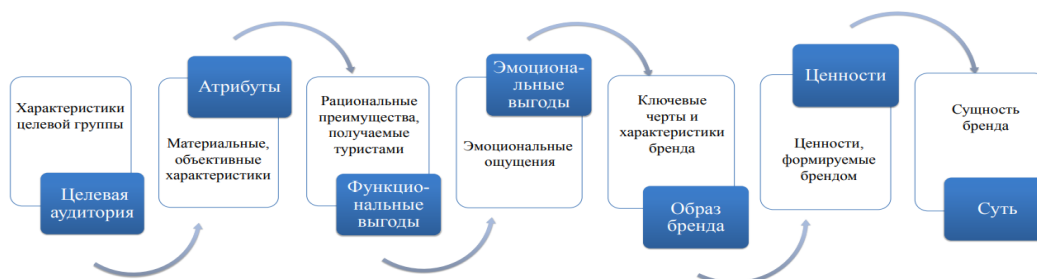 Характеристики
целевой группы
Целевая
аудитория
Атрибуты
Материальные,
объективные
характеристики
Рациональные
преимущества,
получаемые
туристами
Функцио-
нальные
выгоды
Эмоциона-
льные
выгоды
Эмоциональные
ощущения
Ключевые
черты и
характеристики
бренда
Образ
бренда
Ценности
Ценности,
формируемые
брендом
Сущность
бренда
Суть